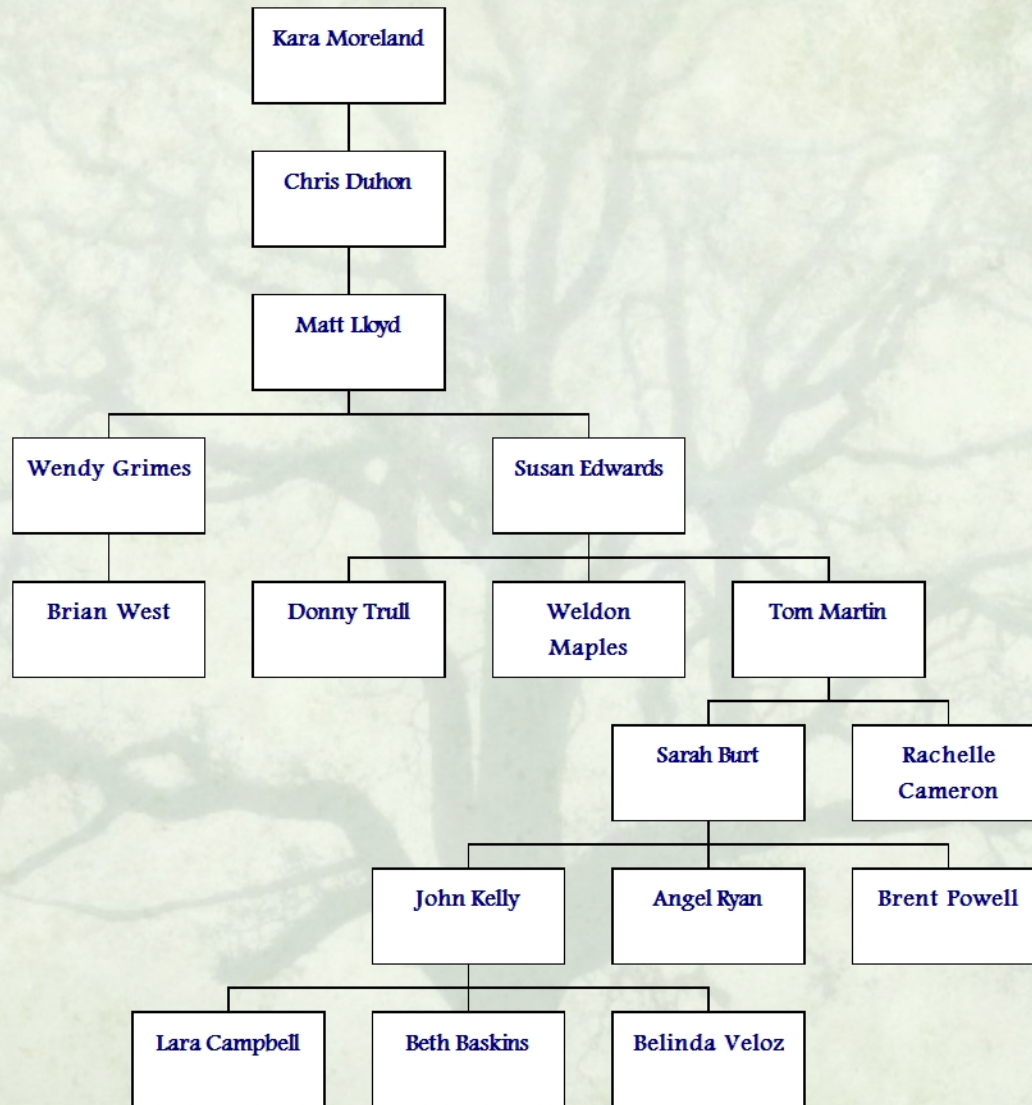 Kara Moreland
Chris Duhon
Matt Lloyd
Wendy Grimes
Susan Edwards
Brian West
Donny Trull
Weldon
Maples
Tom Martin
Sarah Burt
Rachelle
Cameron
John Kelly
Angel Ryan
Brent Powell
Lara Campbell
Beth Baskins
Belinda Veloz